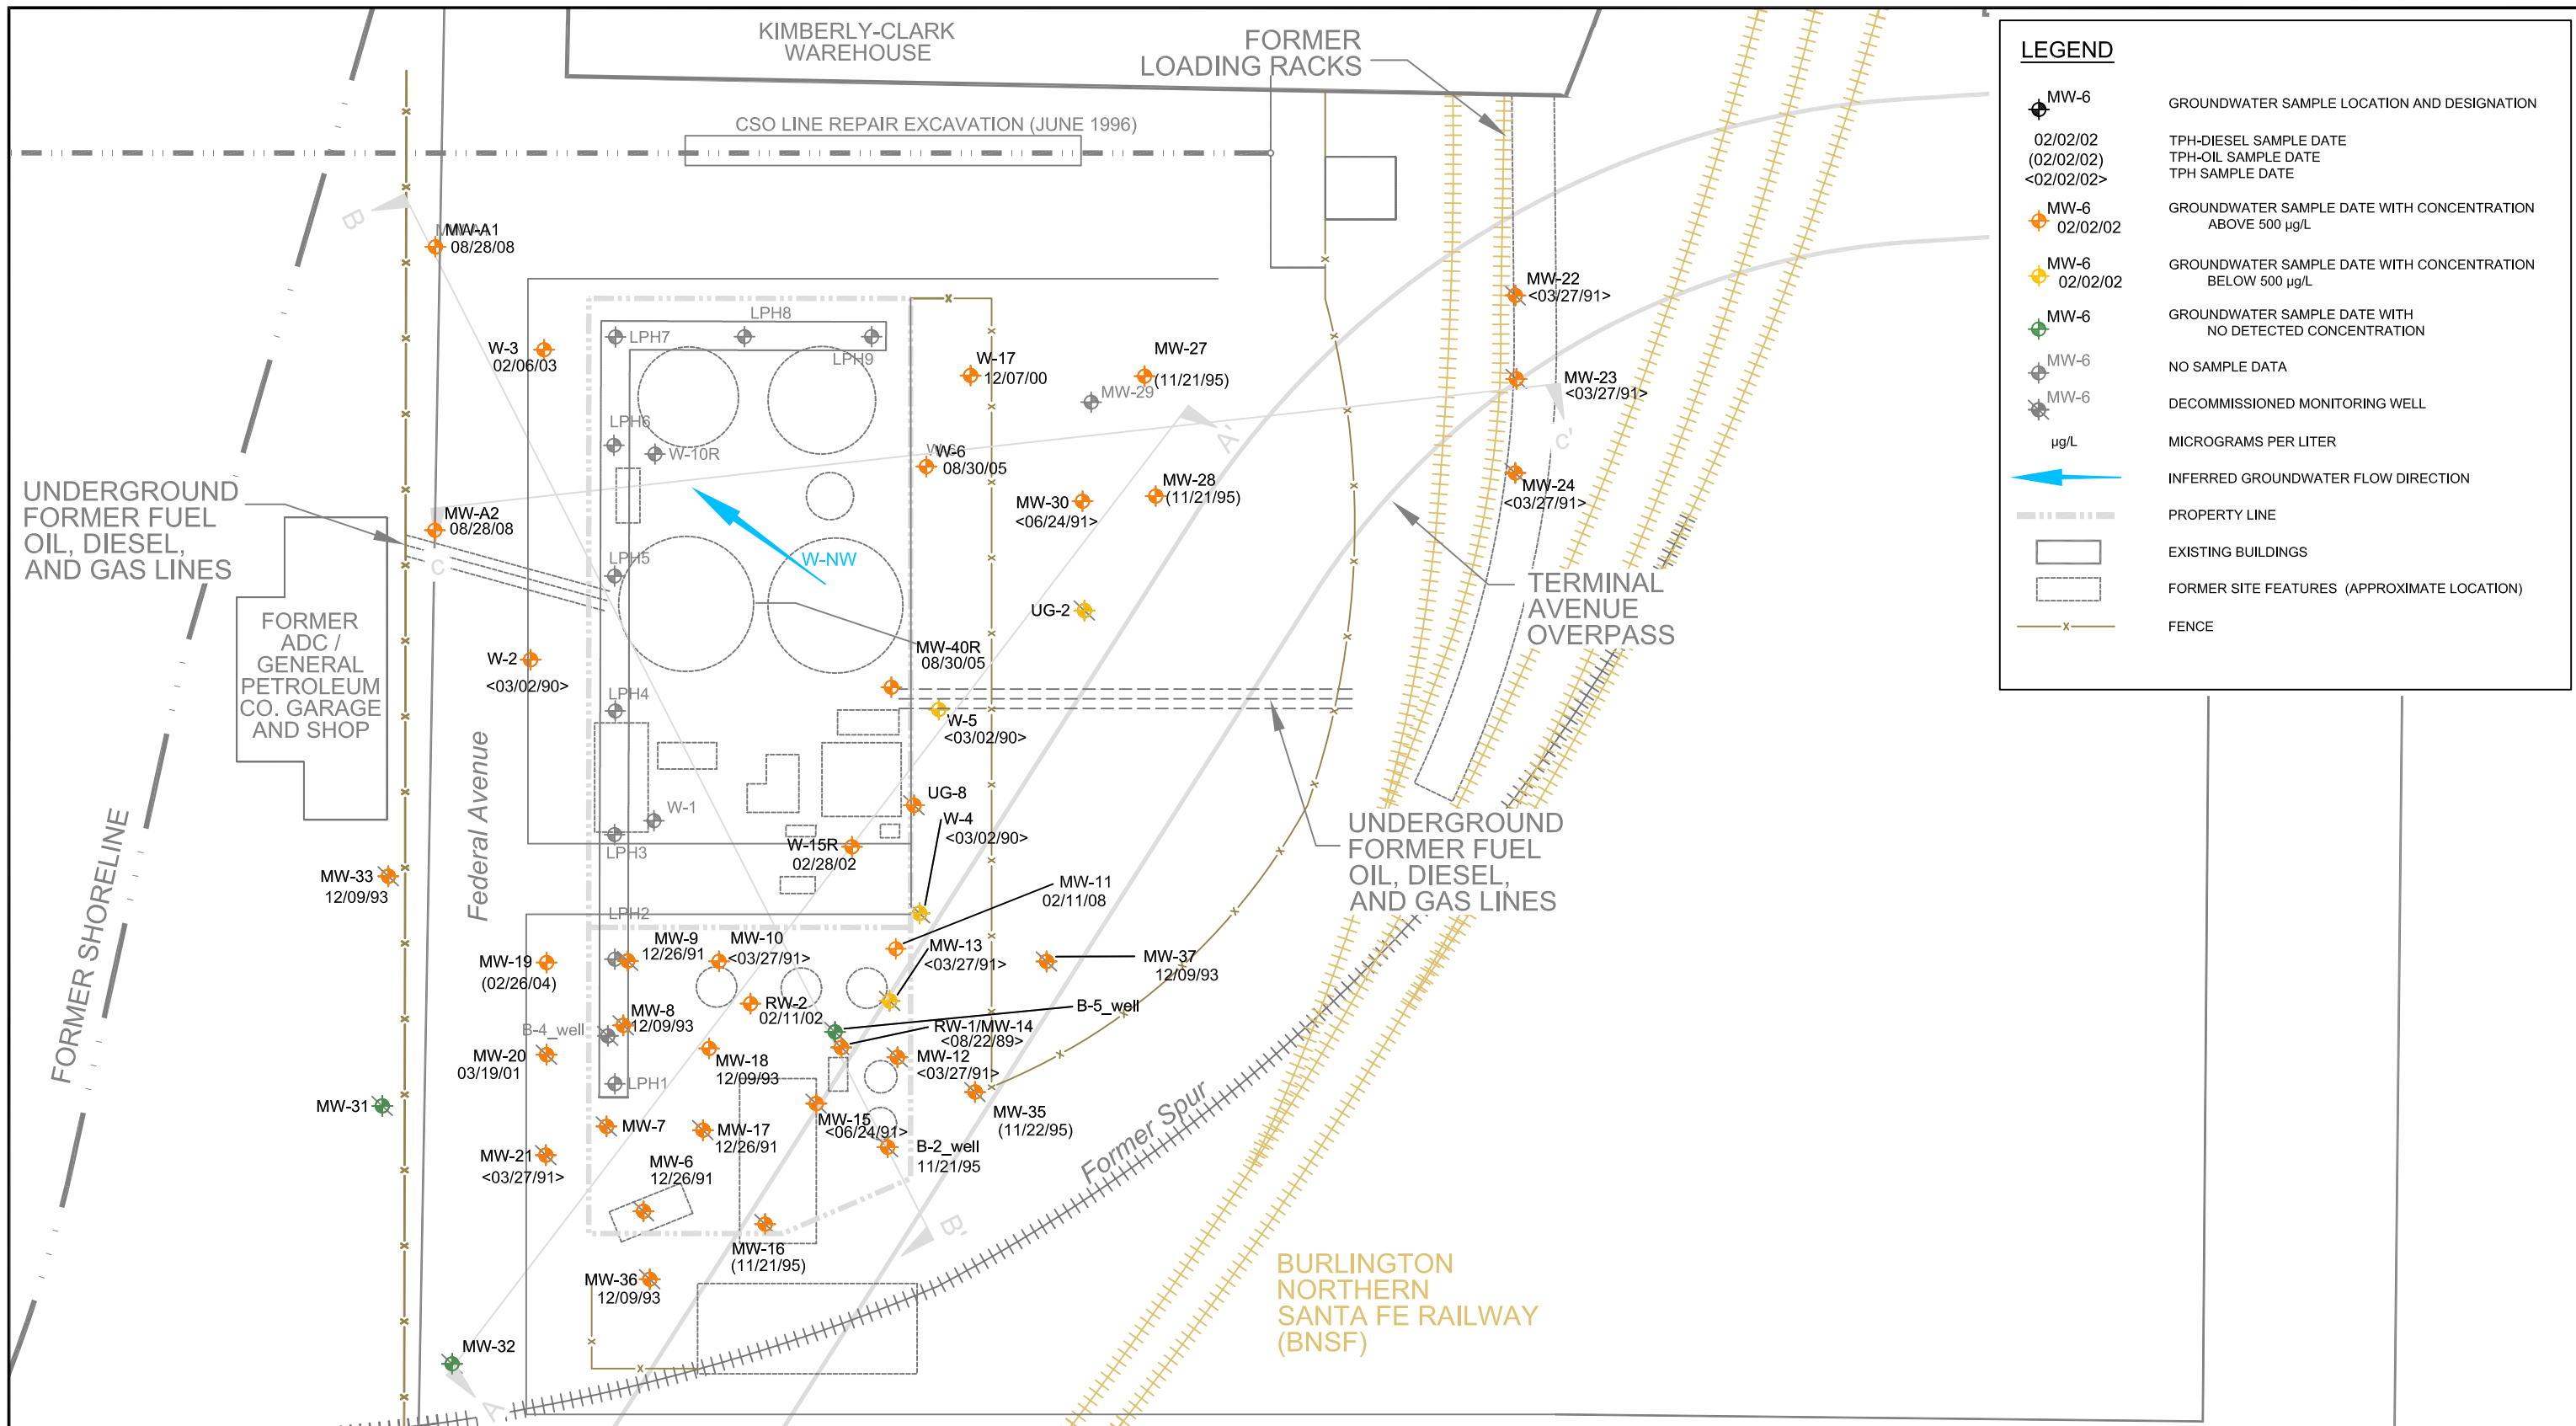 KIMBERLY-CLARK
WAREHOUSE
FORMER
LOADING RACKS
CSO LINE REPAIR EXCAVATION (JUNE 1996)
B
MW-A1
08/28/08
LPH8
LPH7
LPH9
W-3
02/06/03
W-17
12/07/00
MW-27
(11/21/95)
MW-29
MW-22
<03/27/91>
MW-23
<03/27/91>
A'
C'
LPH6
W-10R
W-6
08/30/05
MW-28
(11/21/95)
MW-30
<06/24/91>
MW-24
<03/27/91>
UNDERGROUND
FORMER FUEL
OIL, DIESEL,
AND GAS LINES
MW-A2
08/28/08
C
LPH5
W-NW
UG-2
TERMINAL
AVENUE
OVERPASS
FORMER
ADC /
GENERAL
PETROLEUM
CO. GARAGE
AND SHOP
W-2
<03/02/90>
MW-40R
08/30/05
LPH4
W-5
<03/02/90>
Federal Avenue
FORMER SHORELINE
UG-8
W-4
<03/02/90>
W-1
LPH3
W-15R
02/28/02
UNDERGROUND
FORMER FUEL
OIL, DIESEL,
AND GAS LINES
MW-33
12/09/93
MW-11
02/11/08
LPH2
MW-9
12/26/91
MW-10
<03/27/91>
MW-13
<03/27/91>
MW-37
12/09/93
MW-19
(02/26/04)
RW-2
02/11/02
B-5_well
MW-8
12/09/93
B-4_well
RW-1/MW-14
<08/22/89>
MW-20
03/19/01
MW-18
12/09/93
MW-12
<03/27/91>
LPH1
MW-31
MW-7
MW-17
12/26/91
MW-15
<06/24/91>
MW-35
(11/22/95)
B-2_well
11/21/95
MW-21
<03/27/91>
MW-6
12/26/91
Former Spur
B'
MW-16
(11/21/95)
MW-36
12/09/93
BURLINGTON
NORTHERN
SANTA FE RAILWAY
(BNSF)
MW-32
A
LEGEND
MW-6
GROUNDWATER SAMPLE LOCATION AND DESIGNATION
02/02/02 TPH-DIESEL SAMPLE DATE
(02/02/02) TPH-OIL SAMPLE DATE
<02/02/02> TPH SAMPLE DATE
MW-6 GROUNDWATER SAMPLE DATE WITH CONCENTRATION
02/02/02 ABOVE 500 µg/L
MW-6 GROUNDWATER SAMPLE DATE WITH CONCENTRATION
02/02/02 BELOW 500 µg/L
MW-6 GROUNDWATER SAMPLE DATE WITH
NO DETECTED CONCENTRATION
MW-6 NO SAMPLE DATA
MW-6 DECOMMISSIONED MONITORING WELL
µg/L MICROGRAMS PER LITER
INFERRED GROUNDWATER FLOW DIRECTION
PROPERTY LINE
EXISTING BUILDINGS
FORMER SITE FEATURES (APPROXIMATE LOCATION)
FENCE